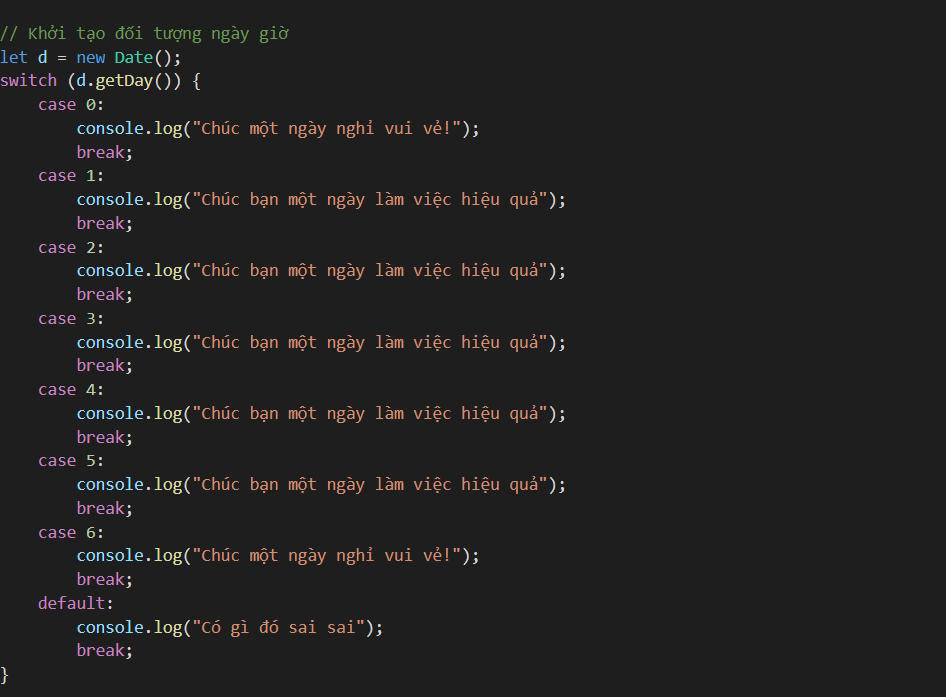 // Khởi tạo đối tượng ngày giờ
let d = new Date();
switch (d.getDay()) {
    case 0:
        console.log("Chúc một ngày nghỉ vui vẻ!");
        break;
    case 1:
        console.log("Chúc bạn một ngày làm việc hiệu quả");
        break;
    case 2:
        console.log("Chúc bạn một ngày làm việc hiệu quả");
        break;
    case 3:
        console.log("Chúc bạn một ngày làm việc hiệu quả");
        break;
    case 4:
        console.log("Chúc bạn một ngày làm việc hiệu quả");
        break;
    case 5:
        console.log("Chúc bạn một ngày làm việc hiệu quả");
        break;
    case 6:
        console.log("Chúc một ngày nghỉ vui vẻ!");
        break;
    default:
        console.log("Có gì đó sai sai");
        break;
}